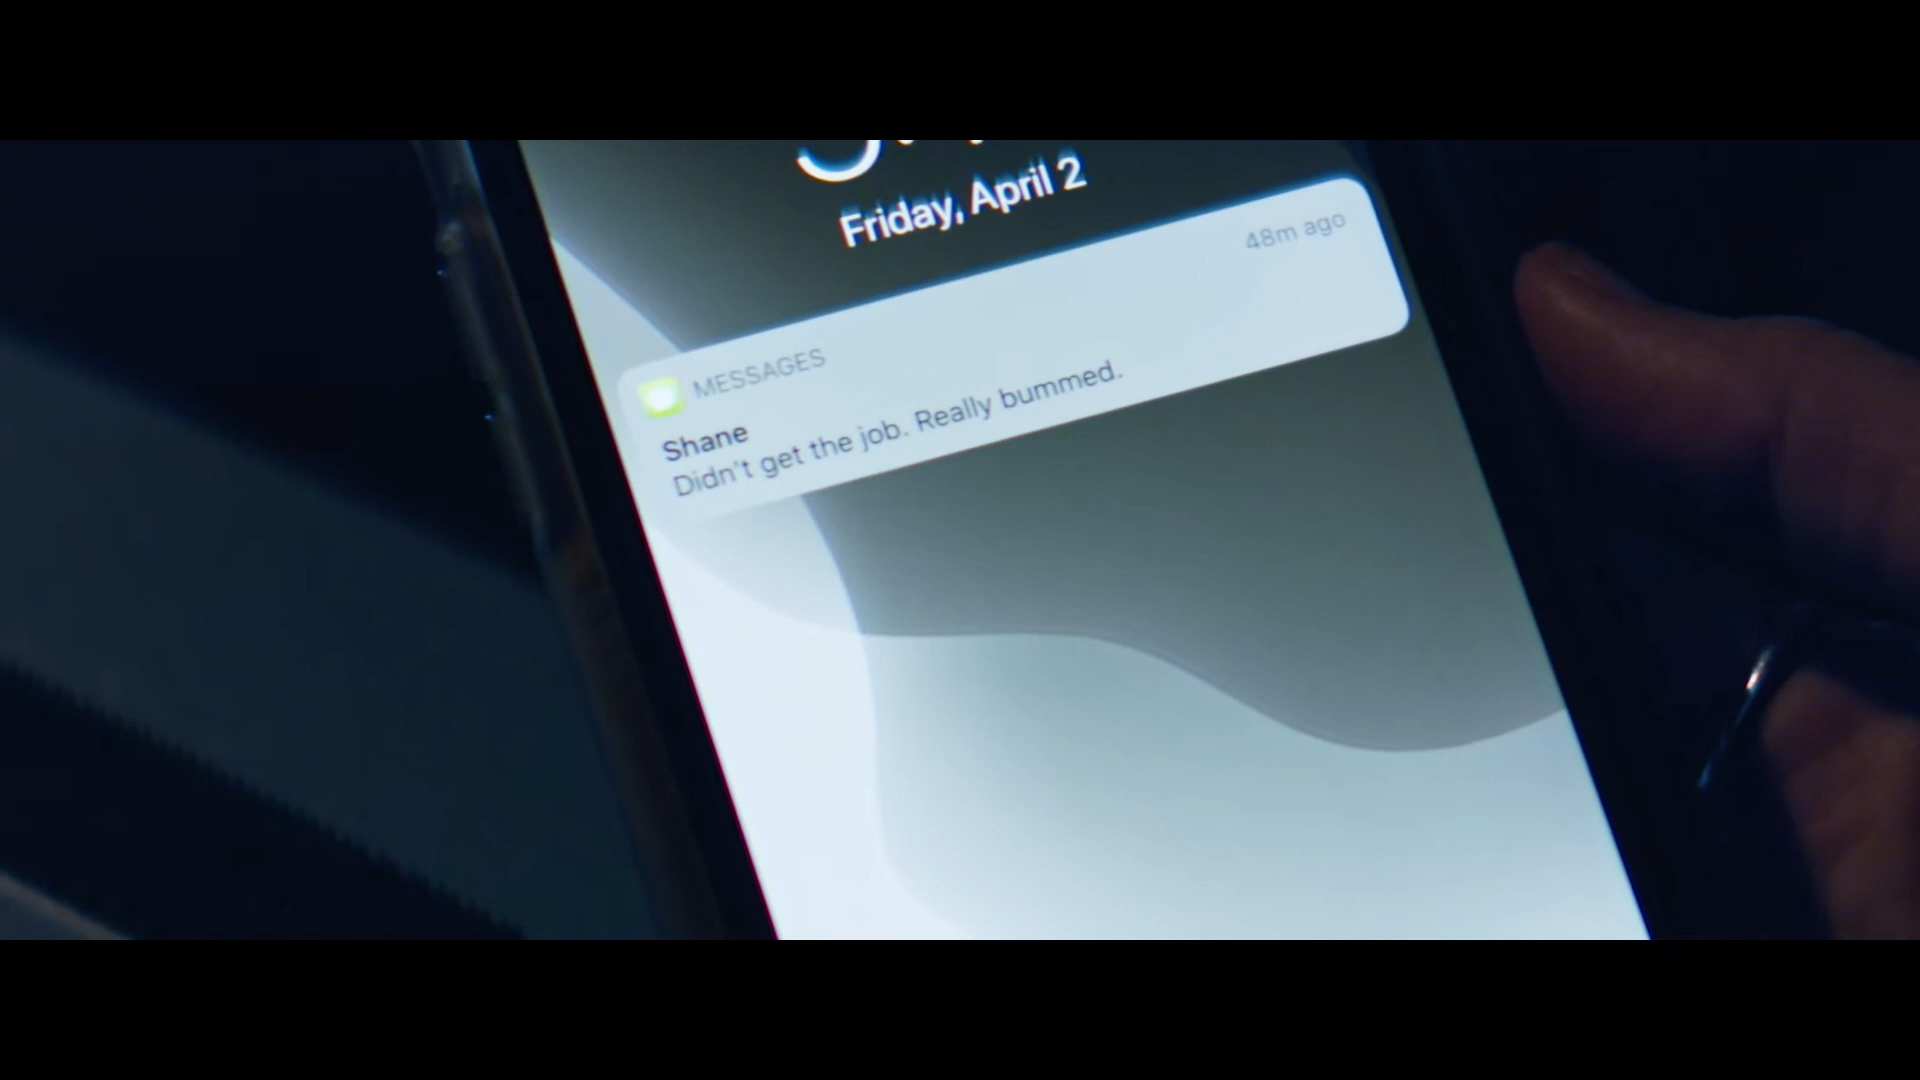 Friday, April 2
48m ago
MESSAGES
Shane
Didn't get the job. Really bummed.